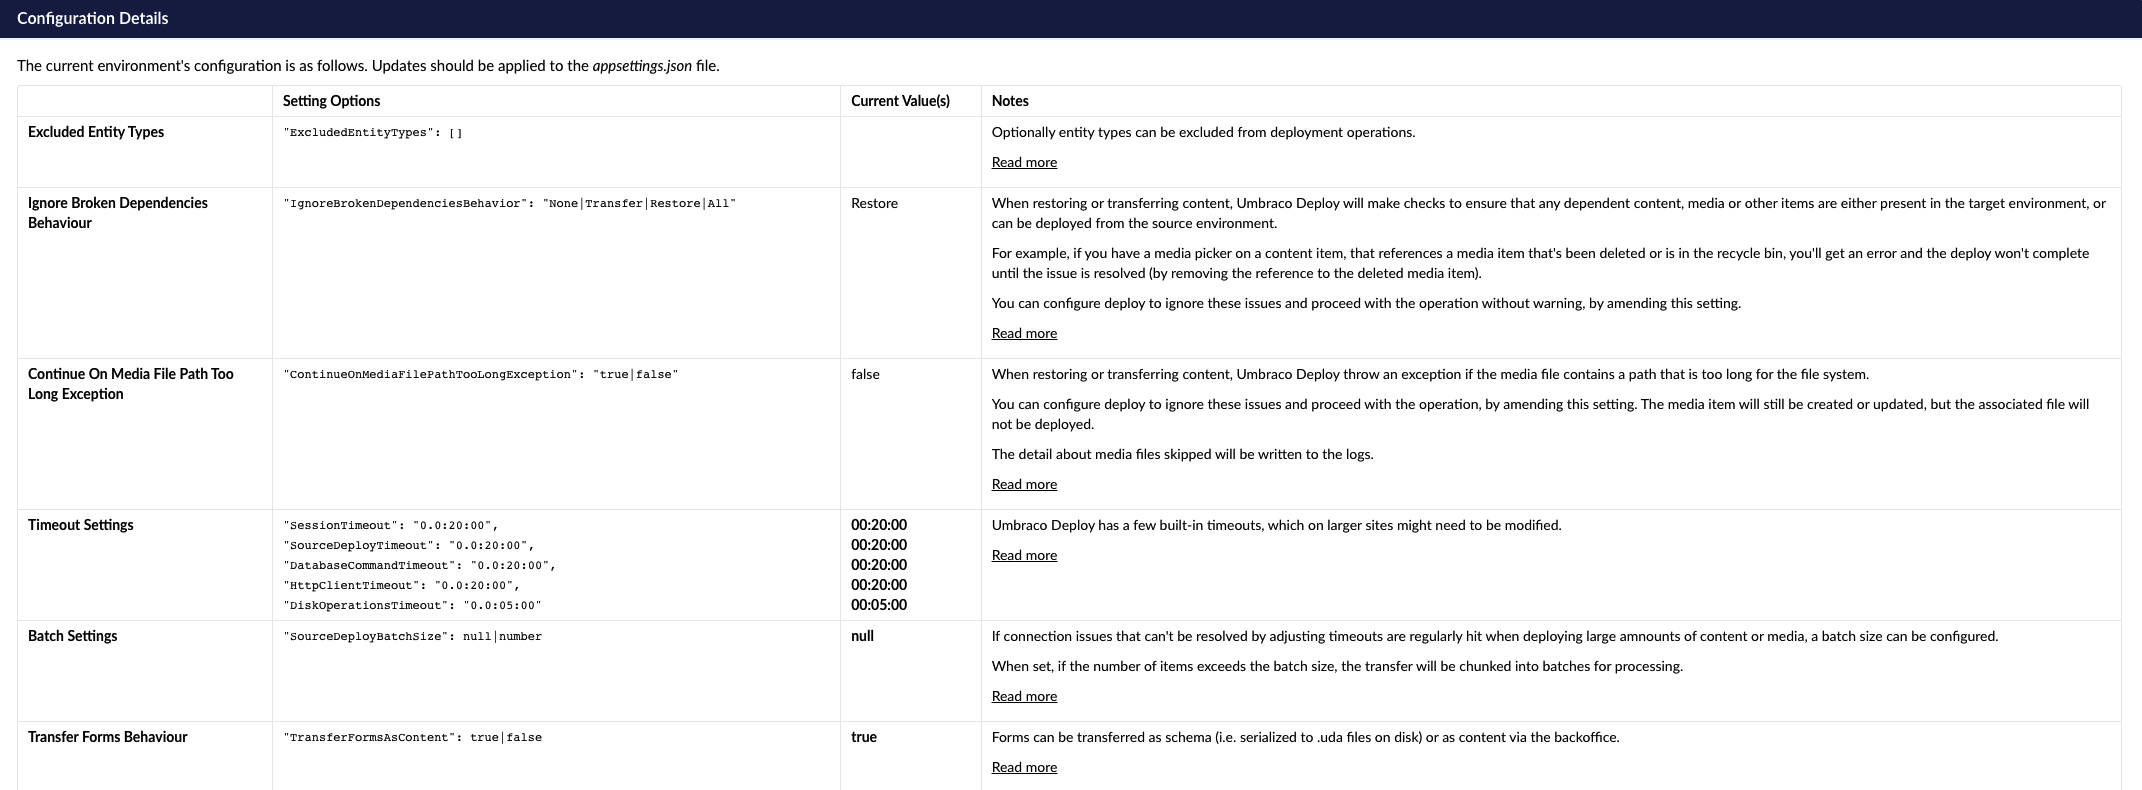 Configuration Details
The current environment's configuration is as follows. Updates should be applied to the appsettings.json file.
Setting Options
Current Value(s)
Notes
Excluded Entity Types
"ExcludedEntityTypes": []
Optionally entity types can be excluded from deployment operations.
Read more
Ignore Broken Dependencies
Behaviour
"IgnoreBrokenDependenciesBehavior": "None|Transfer|Restore|All"
Restore
When restoring or transferring content, Umbraco Deploy will make checks to ensure that any dependent content, media or other items are either present in the target environment, or
can be deployed from the source environment.
For example, if you have a media picker on a content item, that references a media item that's been deleted or is in the recycle bin, you'll get an error and the deploy won't complete
until the issue is resolved (by removing the reference to the deleted media item).
You can configure deploy to ignore these issues and proceed with the operation without warning, by amending this setting.
Read more
Continue On Media File Path Too
Long Exception
"ContinueOnMediaFilePathTooLongException": "true|false"
false
When restoring or transferring content, Umbraco Deploy throw an exception if the media file contains a path that is too long for the file system.
You can configure deploy to ignore these issues and proceed with the operation, by amending this setting. The media item will still be created or updated, but the associated file will
not be deployed.
The detail about media files skipped will be written to the logs.
Read more
Timeout Settings
"SessionTimeout": "0.0:20:00",
"SourceDeployTimeout": "0.0:20:00",
"DatabaseCommandTimeout": "0.0:20:00",
"HttpClientTimeout": "0.0:20:00",
"DiskOperationsTimeout": "0.0:05:00"
00:20:00
00:20:00
00:20:00
00:20:00
00:05:00
Umbraco Deploy has a few built-in timeouts, which on larger sites might need to be modified.
Read more
Batch Settings
"SourceDeployBatchSize": null|number
null
If connection issues that can't be resolved by adjusting timeouts are regularly hit when deploying large amnounts of content or media, a batch size can be configured.
When set, if the number of items exceeds the batch size, the transfer will be chunked into batches for processing.
Read more
Transfer Forms Behaviour
"TransferFormsAsContent": true|false
true
Forms can be transferred as schema (i.e. serialized to .uda files on disk) or as content via the backoffice.
Read more